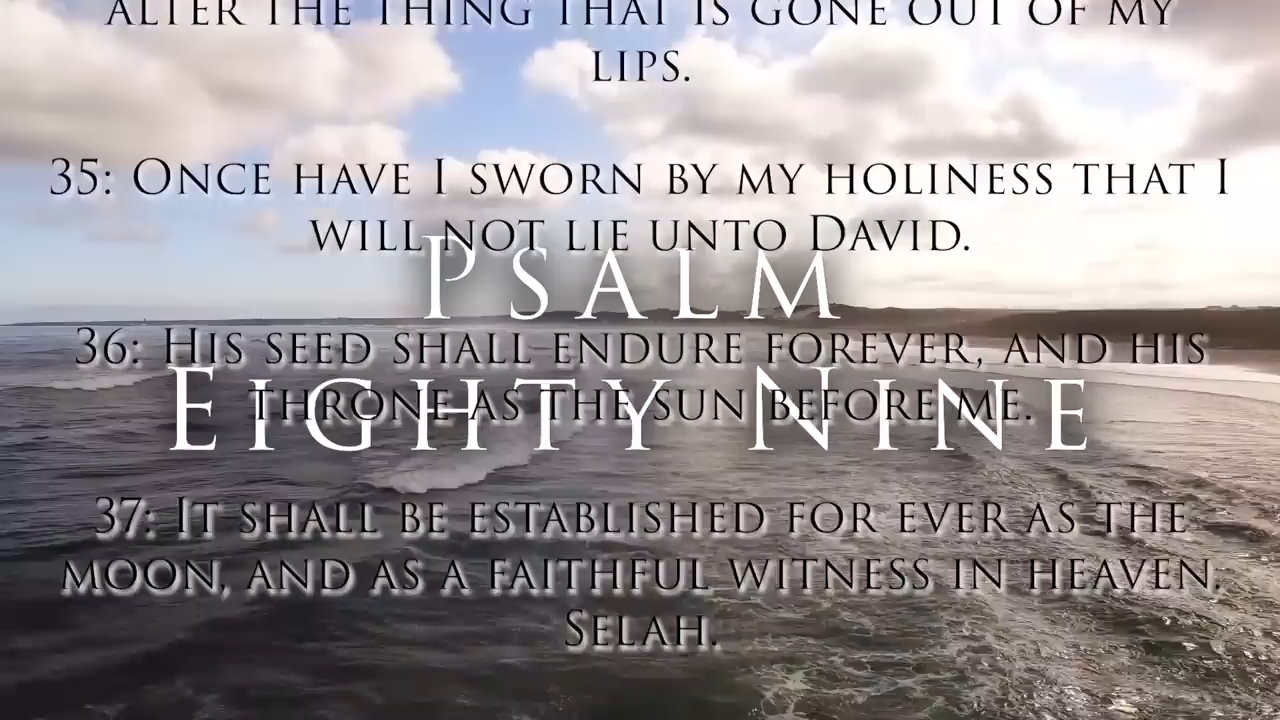 ALTER THE THING THAT IS GONE OUT OF MY
LIPS.
35: ONCE HAVE I SWORN BY MY HOLINESS THAT I
WILL NOT LIE UNTO DAVID.
PSALM
36: HIS SEED SHALL ENDURE FOREVER, AND HIS
THRONE AS THE SUN BEFORE ME.
EIGHTY NINE
37: IT SHALL BE ESTABLISHED FOR EVER AS THE
MOON, AND AS A FAITHFUL WITNESS IN HEAVEN.
SELAH.